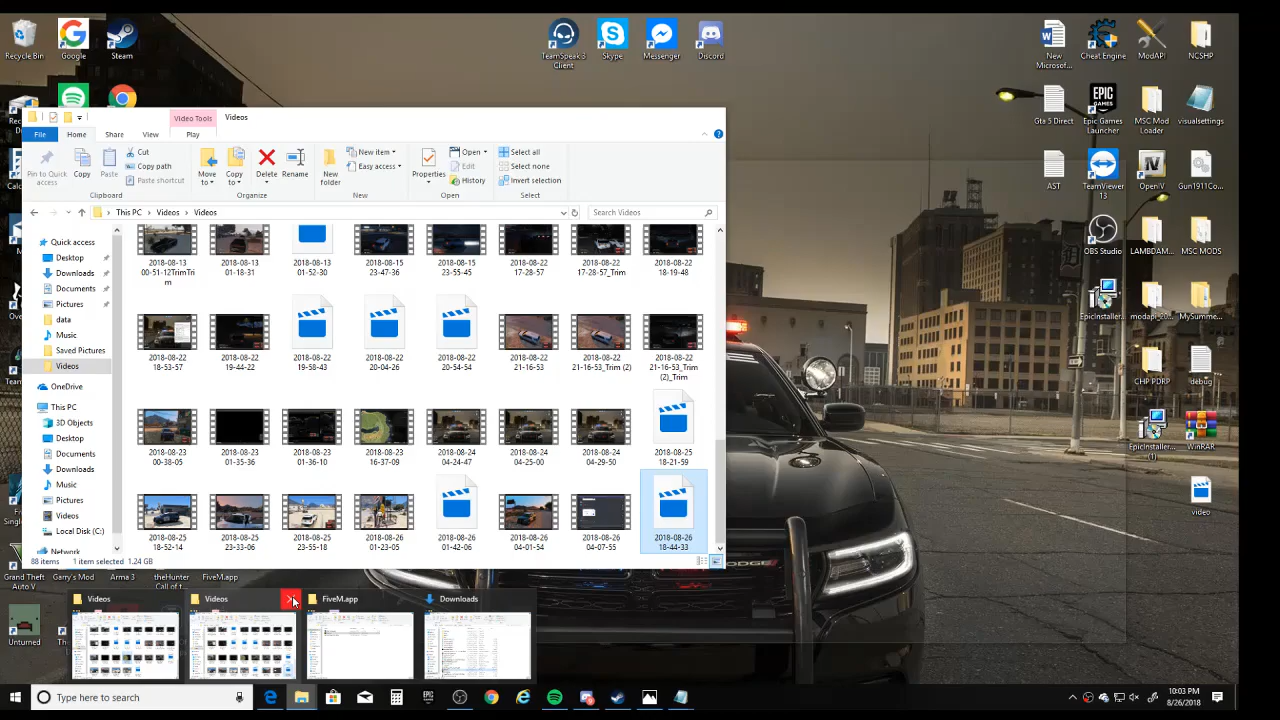 Recycle Bin
Google
Steam
TeamSpeak 3 Client
Skype
Messenger
Discord
New Microsof...
Cheat Engine
ModAPI
NCSHP
Gta 5 Direct
Epic Games Launcher
MSC Mod Loader
visualsettings
AST
TeamViewer 13
OpenIV
Gun1911Co...
OBS Studio
LAMBDAM...
MSC MODS
EpicInstaller...
modapi_20...
MySumme...
CHP PDRP
debug
EpicInstaller... (1)
WinRAR
video
Video Tools
Videos
File
Home
Share
View
Play
Pin to Quick access
Copy
Paste
Cut
Copy path
Paste shortcut
Clipboard
Move to
Copy to
Delete
Rename
Organize
New folder
New item
Easy access
New
Properties
Open
Edit
History
Open
Select all
Select none
Invert selection
Select
This PC
Videos
Videos
Search Videos
Quick access
Desktop
Downloads
Documents
Pictures
data
Music
Saved Pictures
Videos
OneDrive
This PC
3D Objects
Desktop
Documents
Downloads
Music
Pictures
Videos
Local Disk (C:)
Network
2018-08-13 00-51-12TrimTrim
2018-08-13 01-18-31
2018-08-13 01-52-30
2018-08-15 23-47-36
2018-08-15 23-55-45
2018-08-22 17-28-57
2018-08-22 17-28-57_Trim
2018-08-22 18-19-48
2018-08-22 18-53-57
2018-08-22 19-44-22
2018-08-22 19-58-43
2018-08-22 20-04-26
2018-08-22 20-54-54
2018-08-22 21-16-53
2018-08-22 21-16-53_Trim (2)
2018-08-22 21-16-53_Trim (2)_Trim
2018-08-23 00-38-05
2018-08-23 01-35-36
2018-08-23 01-36-10
2018-08-23 16-37-09
2018-08-24 04-24-47
2018-08-24 04-25-00
2018-08-24 04-29-50
2018-08-25 18-21-59
2018-08-25 18-52-14
2018-08-25 23-33-06
2018-08-25 23-55-18
2018-08-26 01-23-05
2018-08-26 01-42-06
2018-08-26 04-01-54
2018-08-26 04-07-55
2018-08-26 18-44-33
88 items
1 item selected
1.24 GB
Grand Theft Auto V
Garry's Mod
Arma 3
theHunter Call of t...
FiveM.app
Unturned
Videos
Videos
FiveM.app
Downloads
DODGE
Type here to search
EPIC
10:03 PM
8/26/2018